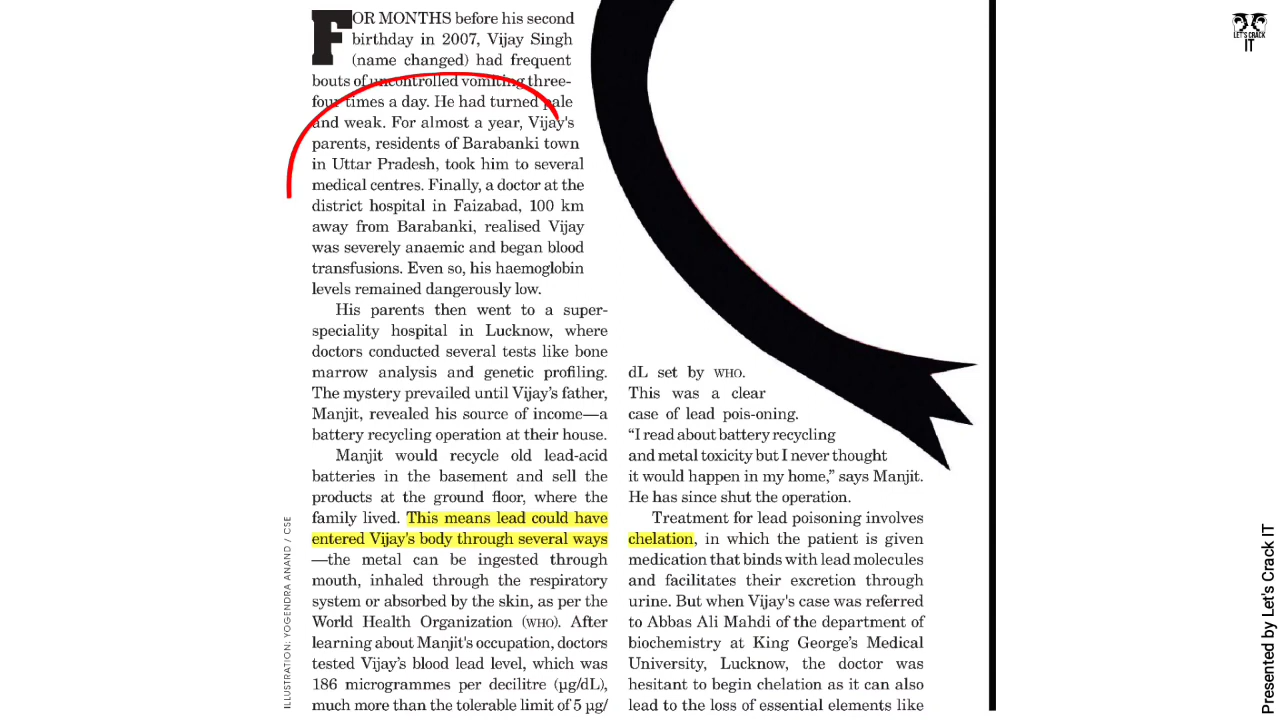 FOR MONTHS before his second
birthday in 2007, Vijay Singh
(name changed) had frequent
bouts of uncontrolled vomiting three-
four times a day. He had turned pale
and weak. For almost a year, Vijay's
parents, residents of Barabanki town
in Uttar Pradesh, took him to several
medical centres. Finally, a doctor at the
district hospital in Faizabad, 100 km
away from Barabanki, realised Vijay
was severely anaemic and began blood
transfusions. Even so, his haemoglobin
levels remained dangerously low.
His parents then went to a super-
speciality hospital in Lucknow, where
doctors conducted several tests like bone
marrow analysis and genetic profiling.
The mystery prevailed until Vijay's father,
Manjit, revealed his source of income—a
battery recycling operation at their house.
Manjit would recycle old lead-acid
batteries in the basement and sell the
products at the ground floor, where the
family lived. This means lead could have
entered Vijay's body through several ways
—the metal can be ingested through
mouth, inhaled through the respiratory
system or absorbed by the skin, as per the
World Health Organization (WHO). After
learning about Manjit's occupation, doctors
tested Vijay's blood lead level, which was
186 microgrammes per decilitre (µg/dL),
much more than the tolerable limit of 5 µg/
dL set by WHO.
This was a clear
case of lead pois-oning.
“I read about battery recycling
and metal toxicity but I never thought
it would happen in my home,” says Manjit.
He has since shut the operation.
Treatment for lead poisoning involves
chelation, in which the patient is given
medication that binds with lead molecules
and facilitates their excretion through
urine. But when Vijay's case was referred
to Abbas Ali Mahdi of the department of
biochemistry at King George's Medical
University, Lucknow, the doctor was
hesitant to begin chelation as it can also
lead to the loss of essential elements like
ILLUSTRATION: YOGENDRA ANAND / CSE
LET'S CRACK
IT
Presented by Let's Crack IT